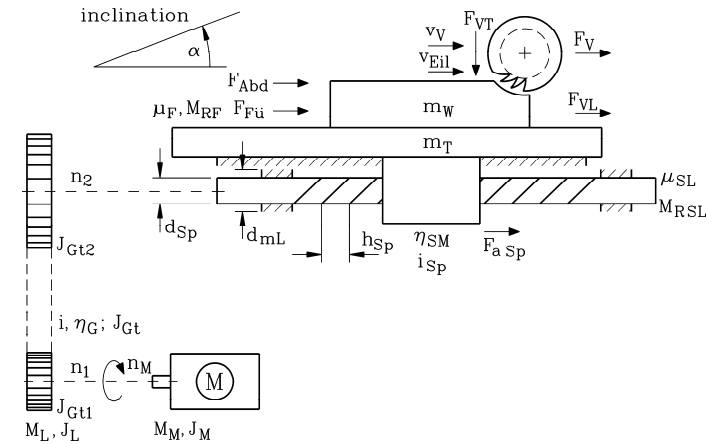 inclination
α
F_VT
v_V
v_Eil
F_V
F_Abd
μ_F, M_RF F_Fü
m_W
F_VL
m_T
n_2
μ_SL
M_RSL
d_Sp
d_mL
h_Sp
η_SM
i_Sp
F_a Sp
J_Gt2
i, η_G; J_Gt
n_1
n_M
M
J_Gt1
M_L, J_L
M_M, J_M